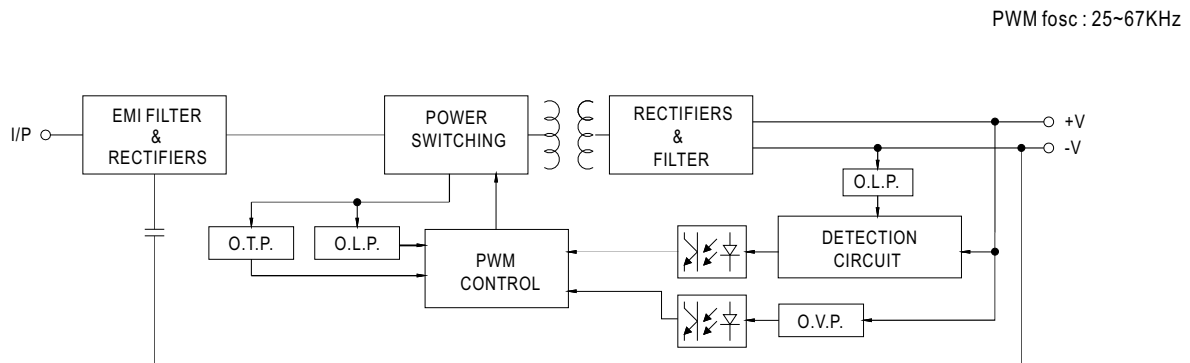 PWM fosc : 25~67KHz
I/P
EMI FILTER
&
RECTIFIERS
POWER
SWITCHING
RECTIFIERS
&
FILTER
+V
-V
O.L.P.
O.T.P.
O.L.P.
PWM
CONTROL
DETECTION
CIRCUIT
O.V.P.